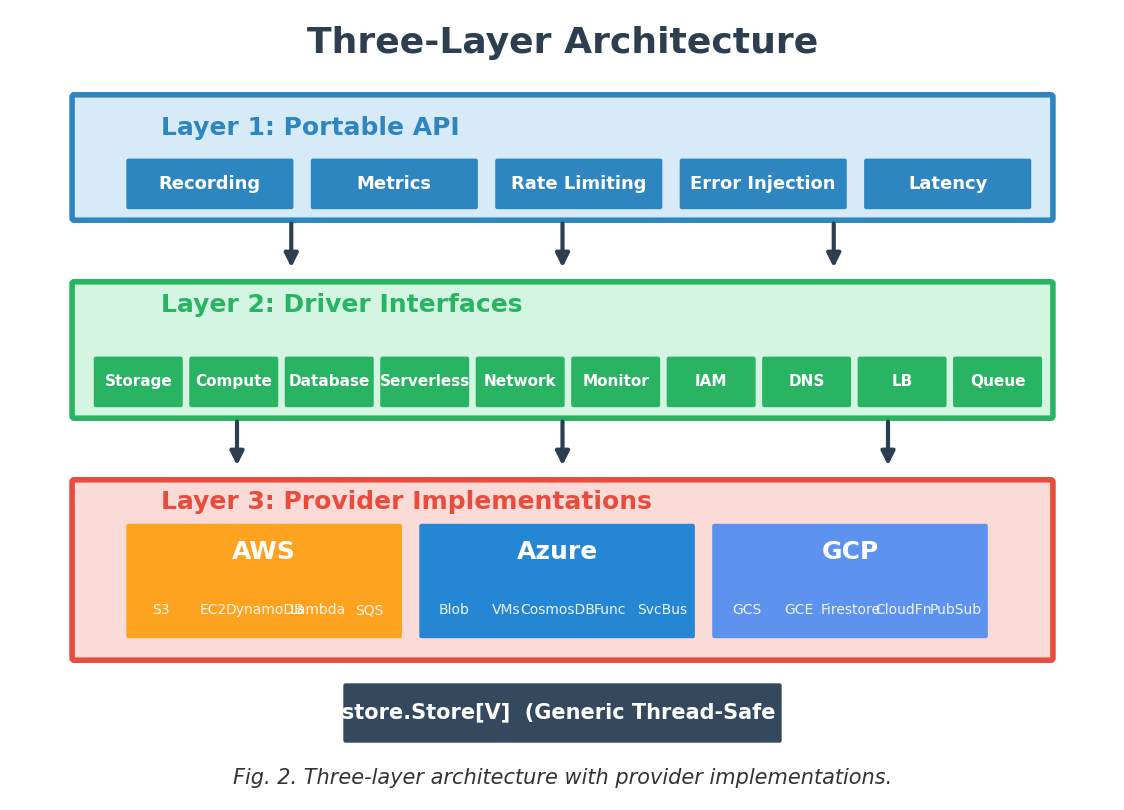 Three-Layer Architecture
Layer 1: Portable API
Recording Metrics Rate Limiting Error Injection Latency
Layer 2: Driver Interfaces
Storage Compute Database Serverless Network Monitor IAM DNS LB Queue
Layer 3: Provider Implementations
AWS Azure GCP
S3 EC2 DynamoDB Lambda SQS Blob VMs CosmosDB Func SvcBus GCS GCE Firestore CloudFn PubSub
store.Store[V] (Generic Thread-Safe
Fig. 2. Three-layer architecture with provider implementations.